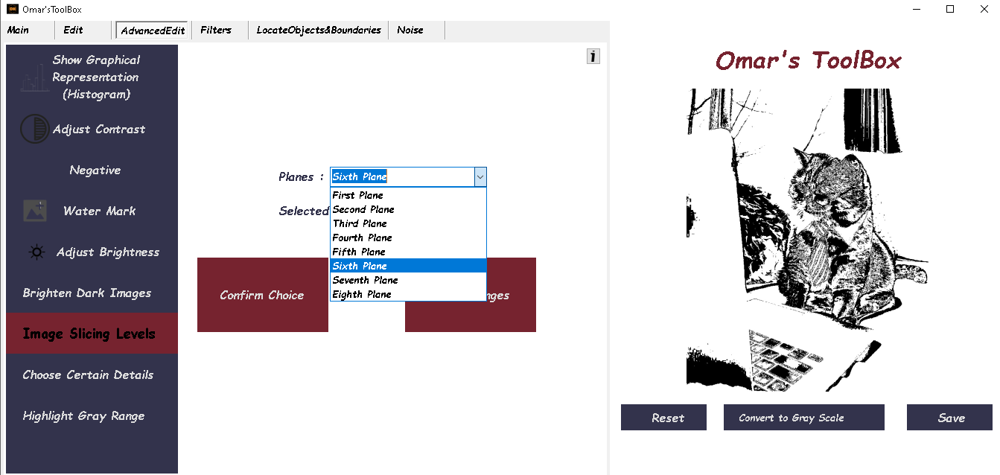 Omar'sToolBox
Main
Edit
AdvancedEdit
Filters
LocateObjects&Boundaries
Noise
Show Graphical
Representation
(Histogram)
Adjust Contrast
Negative
Water Mark
Adjust Brightness
Brighten Dark Images
Image Slicing Levels
Choose Certain Details
Highlight Gray Range
i
Planes :
Sixth Plane
Selected
First Plane
Second Plane
Third Plane
Fourth Plane
Fifth Plane
Sixth Plane
Seventh Plane
Eighth Plane
Confirm Choice
Omar's ToolBox
Reset
Convert to Gray Scale
Save